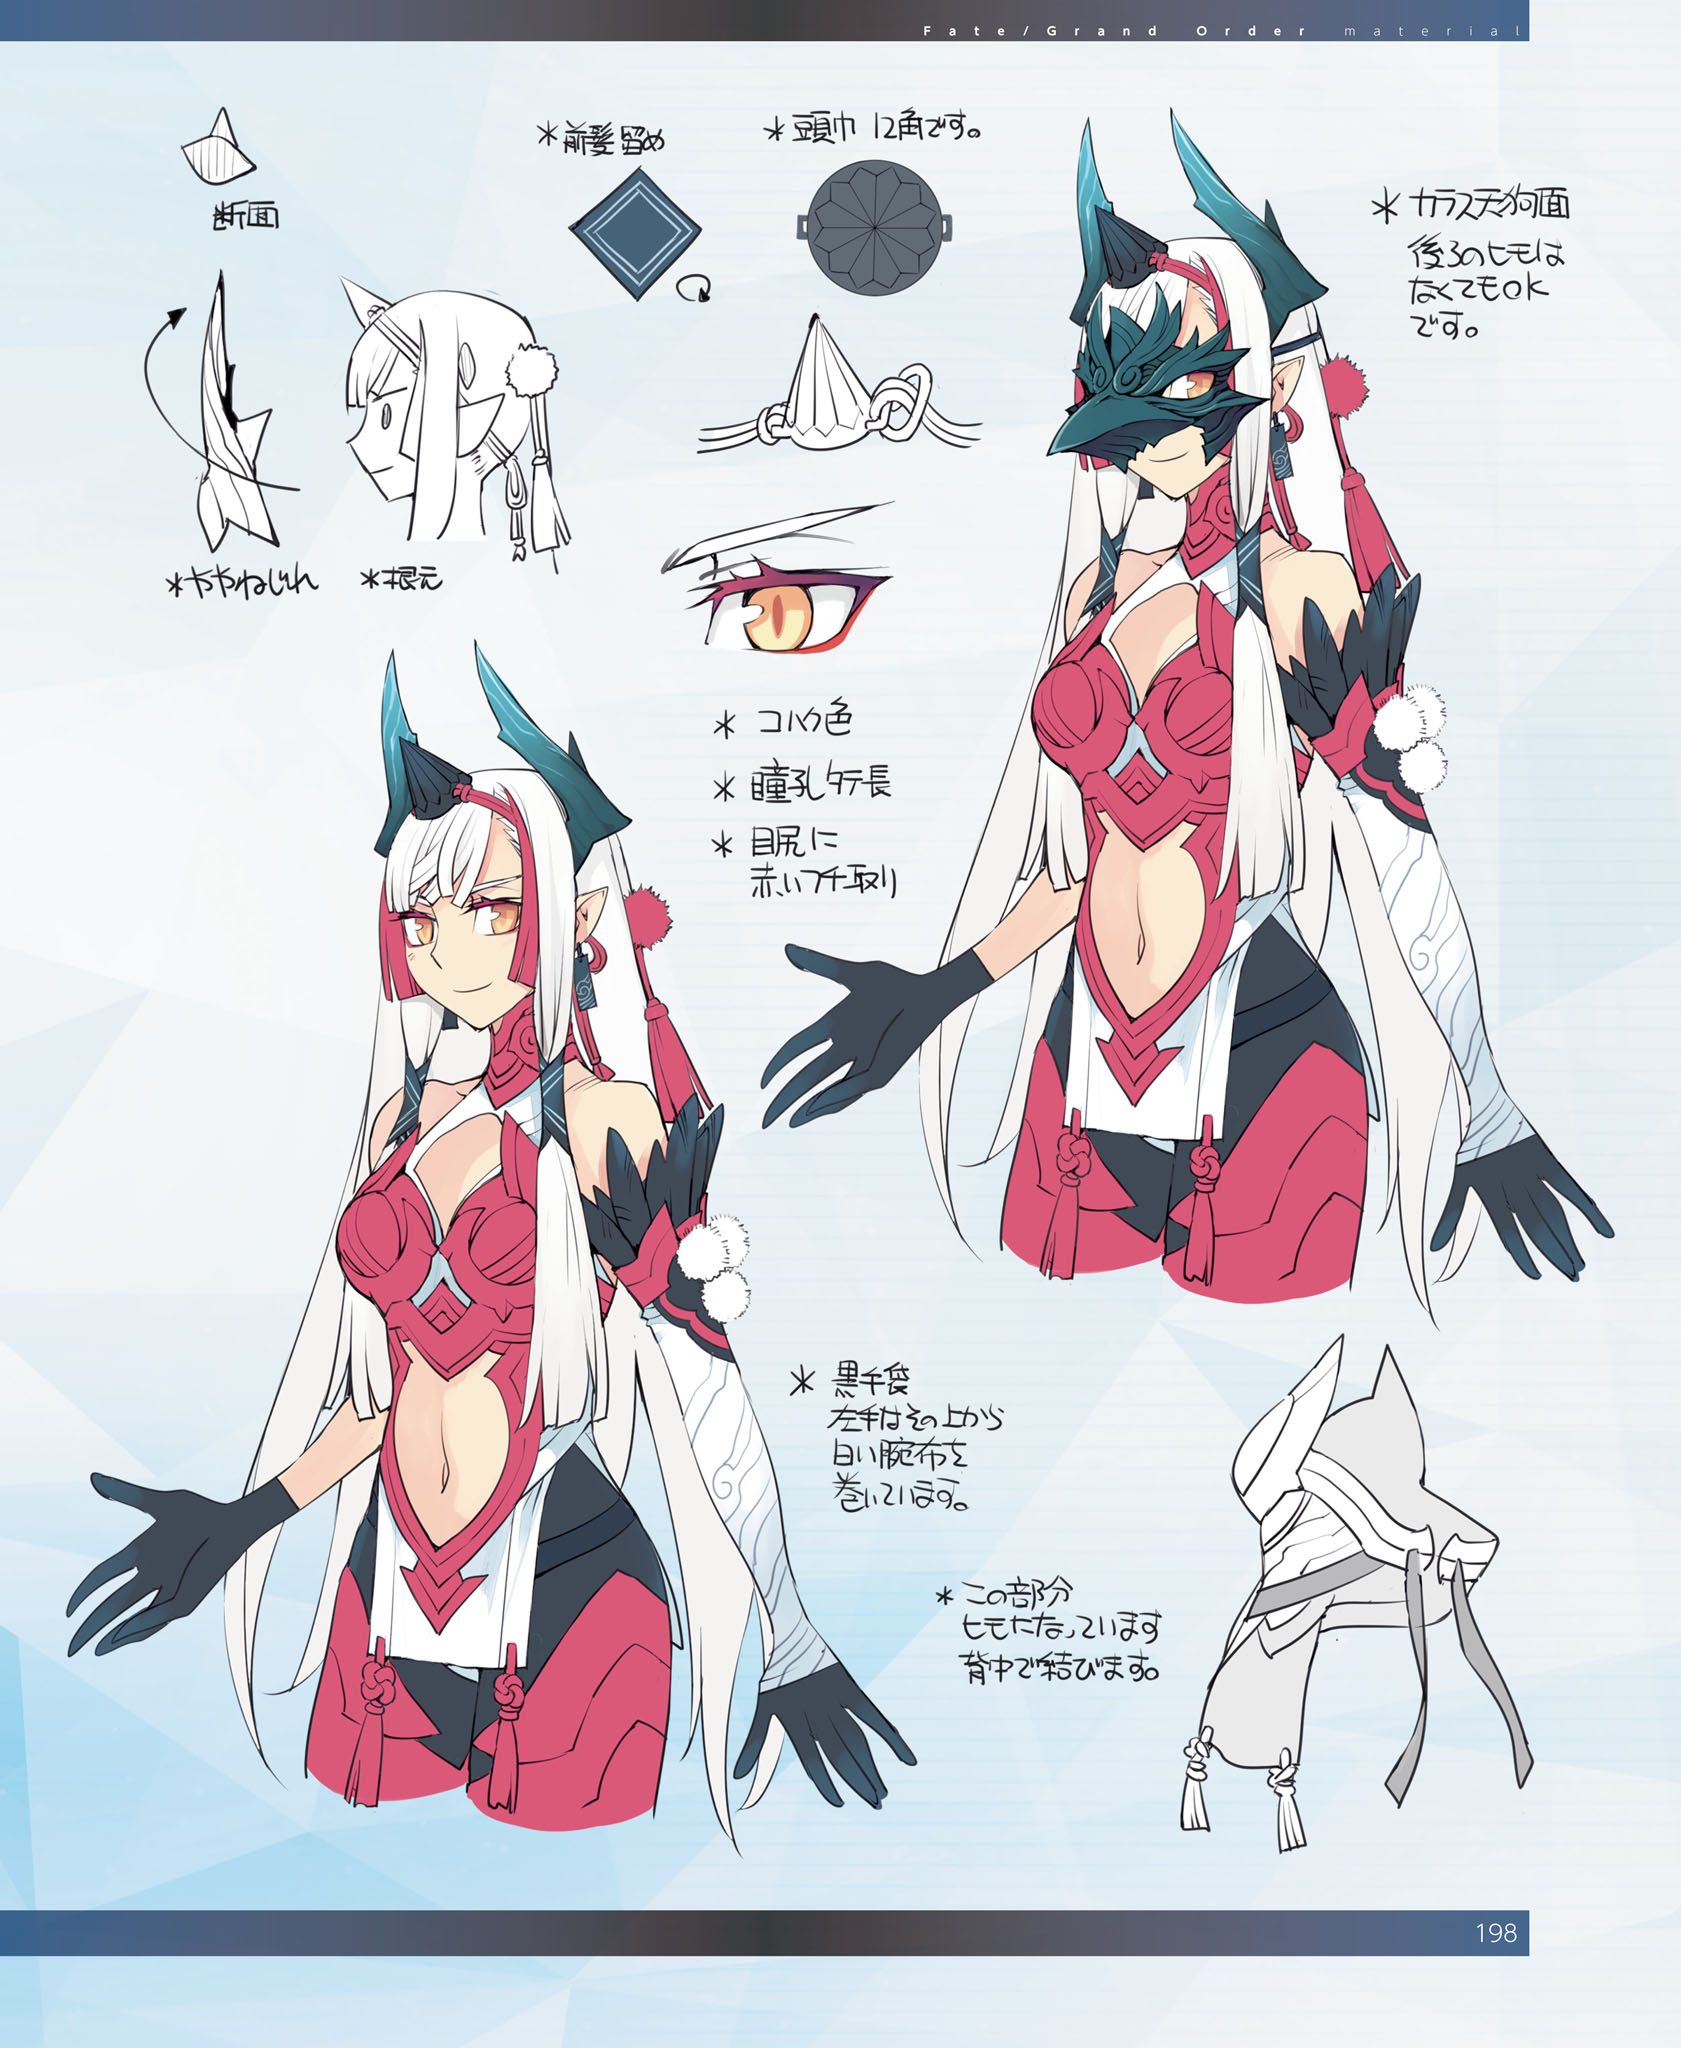 Fate/Grand Order material
断面
*前髪留め
*頭巾 12角です。
*カラス天狗面
後ろのヒモは
なくてもOK
です。
*ややねじれ
*根元
*コハク色
*瞳孔タテ長
*目尻に
赤いフチ取り
*黒手袋
左手はその上から
白い腕布を
巻いています。
*この部分
ヒモになっています
背中で結びます。
198